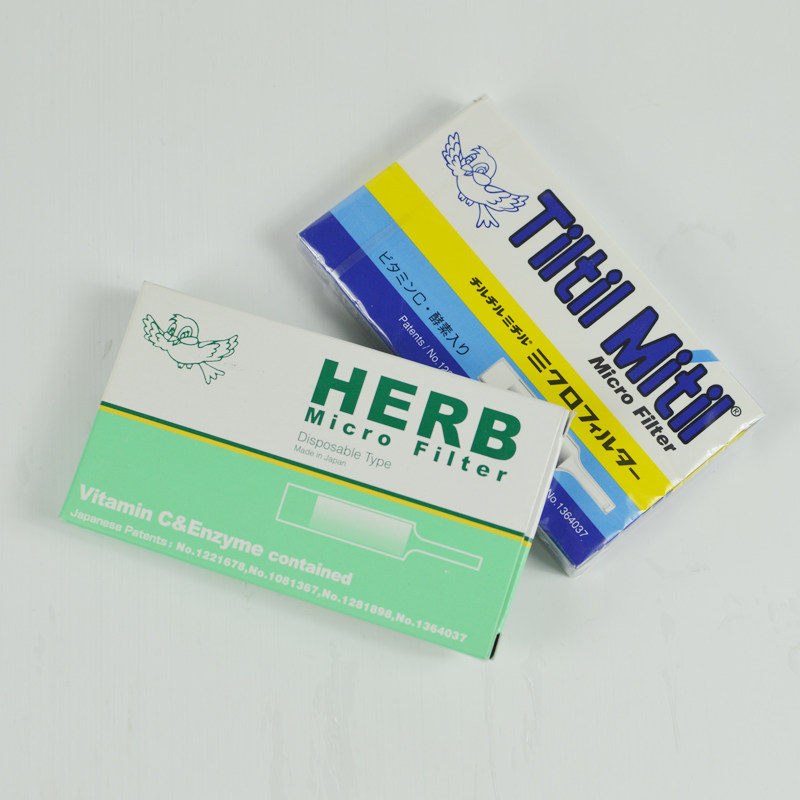 Tiltil Mitil®
Micro Filter
チルチルミチル ミクロフィルター
ビタミンC・酵素入り
Patents / No.12
No.1364037
HERB
Micro Filter
Disposable Type
Made in Japan
Vitamin C&Enzyme contained
Japanese Patents : No.1221678,No.1081367,No.1281898,No.1364037